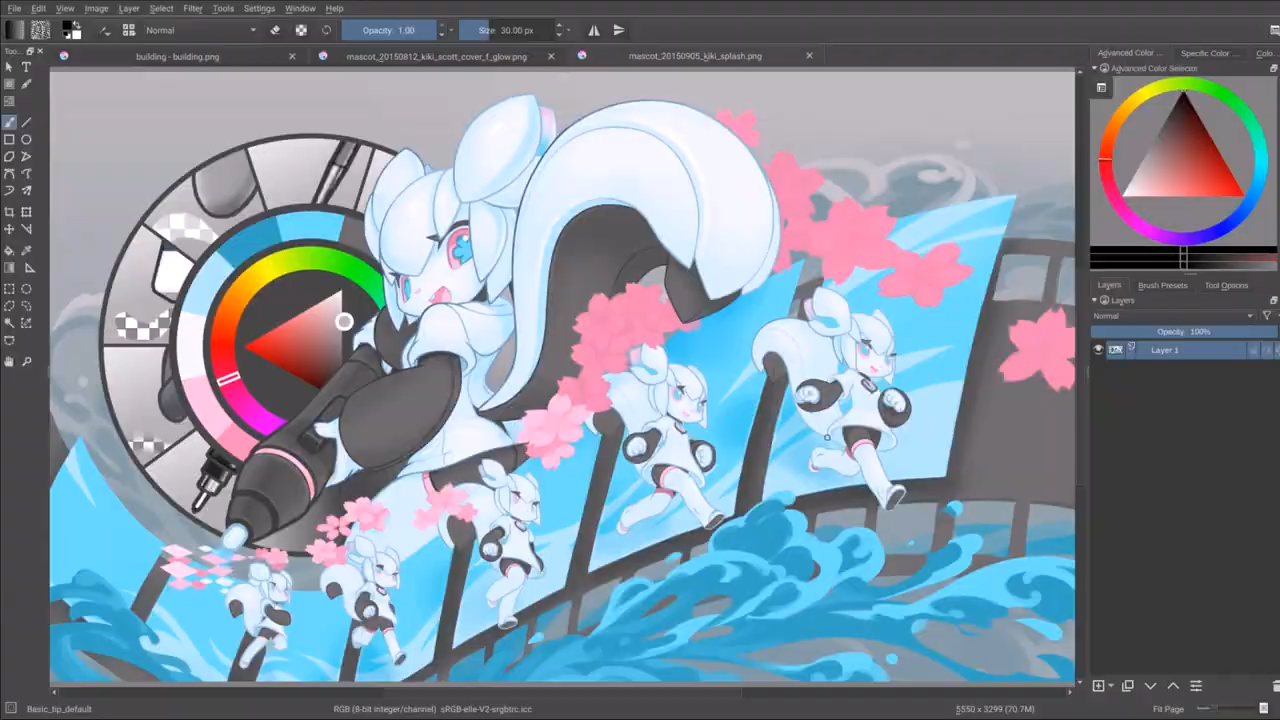 File Edit View Image Layer Select Filter Tools Settings Window Help
Normal Opacity: 1.00 Size: 30.00 px
Too...
building - building.png mascot_20150812_kiki_scott_cover_f_glow.png mascot_20150905_kiki_splash.png
Advanced Color ... Specific Color ... Colo.
Advanced Color Selector
Layers Brush Presets Tool Options
Layers
Normal
Opacity: 100%
Layer 1
Basic_tip_default RGB (8-bit integer/channel) sRGB-elle-V2-srgbtrc.icc 5550 x 3299 (70.7M) Fit Page